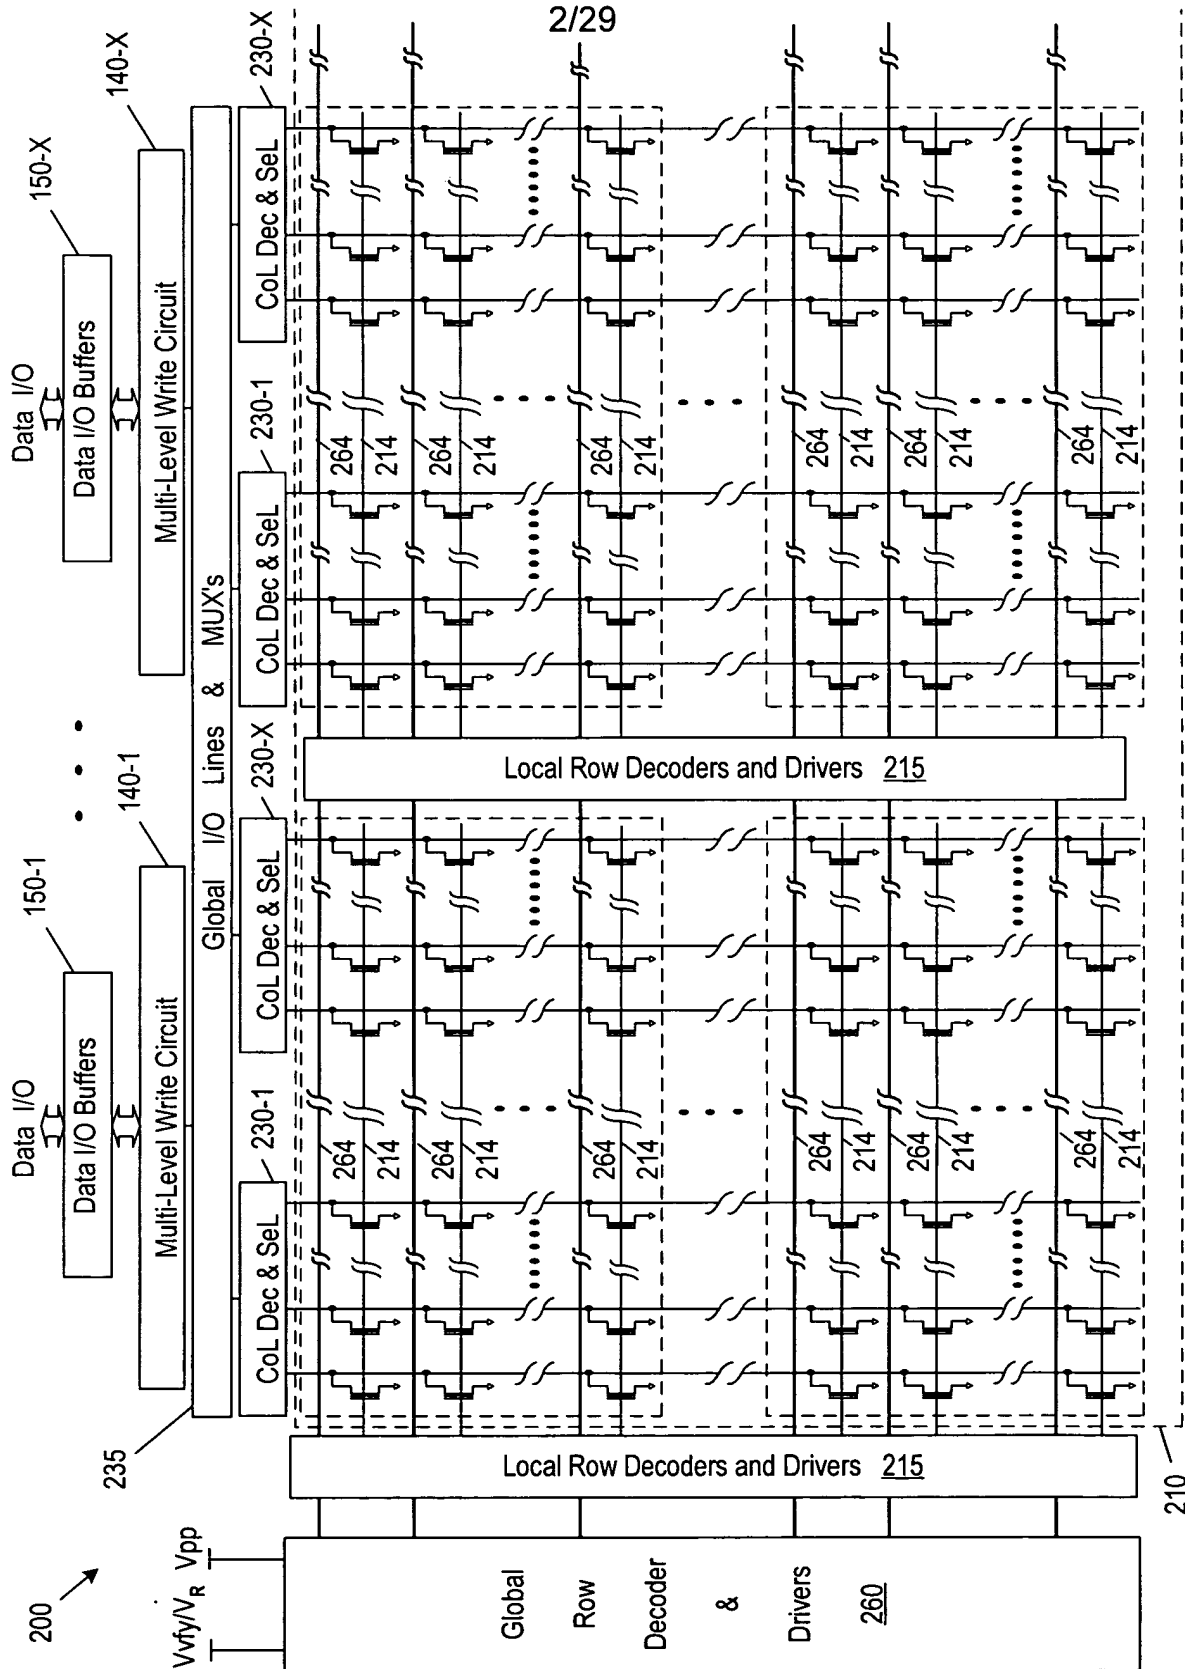 2/29
200
Vvfy/VR Vpp
235
150-1
140-1
150-X
140-X
Data I/O
Data I/O
Data I/O Buffers
Data I/O Buffers
Multi-Level Write Circuit
Multi-Level Write Circuit
Global I/O Lines & MUX's
230-1
230-X
230-1
230-X
CoL Dec & SeL
CoL Dec & SeL
CoL Dec & SeL
CoL Dec & SeL
264
264
214
214
264
264
214
214
264
264
214
214
264
264
214
214
264
264
214
214
264
264
214
214
Local Row Decoders and Drivers 215
Local Row Decoders and Drivers 215
Global
Row
Decoder
&
Drivers
260
210